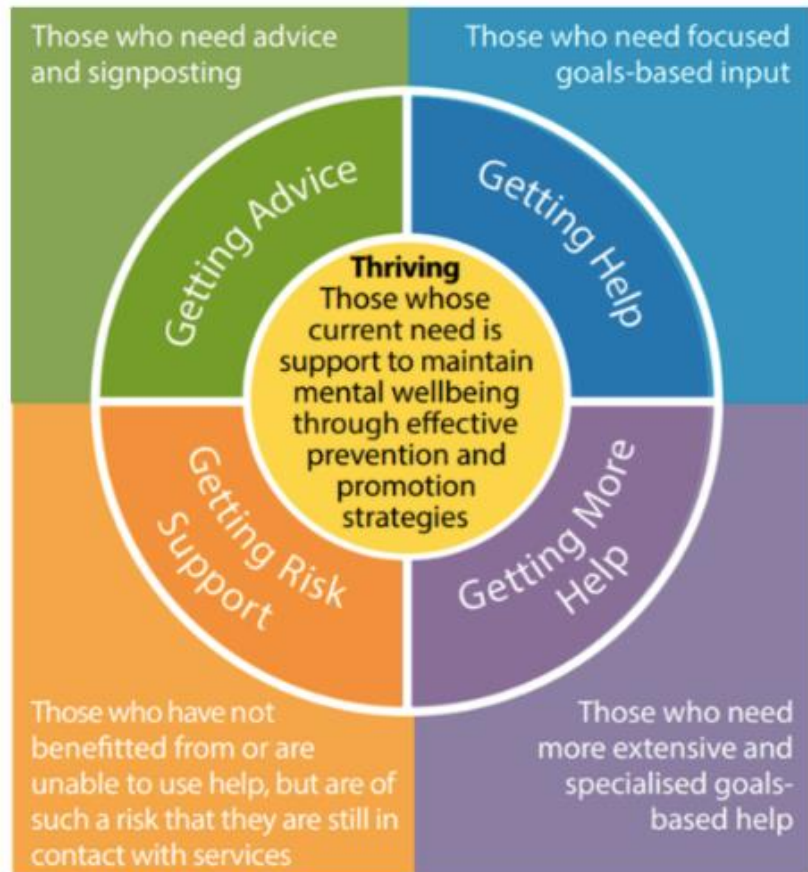 Those who need advice
and signposting
Those who need focused
goals-based input
Getting Advice
Getting Help
Thriving
Those whose
current need is
support to maintain
mental wellbeing
through effective
prevention and
promotion
strategies
Getting Risk
Support
Getting More
Help
Those who have not
benefitted from or are
unable to use help, but are of
such a risk that they are still in
contact with services
Those who need
more extensive and
specialised goals-
based help